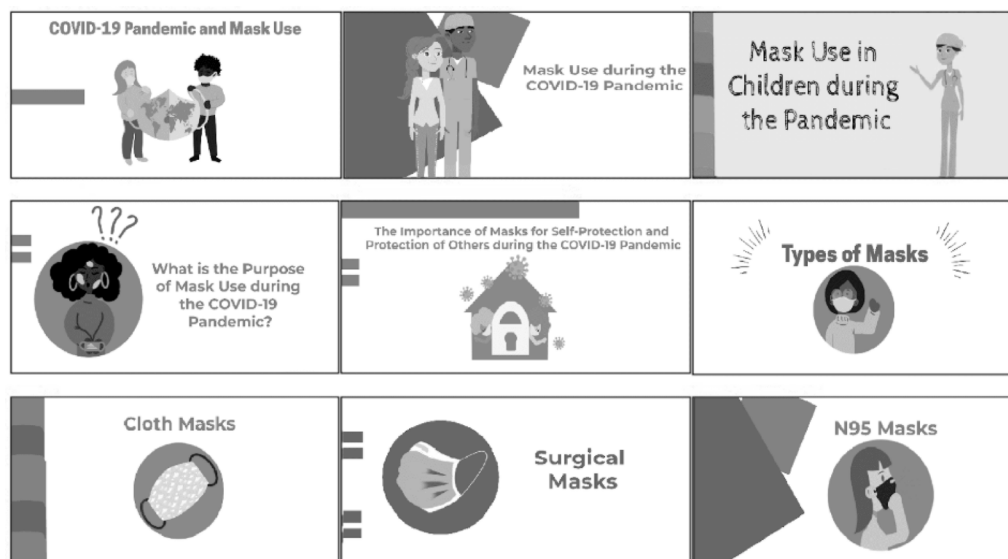 COVID-19 Pandemic and Mask Use
Mask Use during the
COVID-19 Pandemic
Mask Use in
Children during
the Pandemic
???
What is the Purpose
of Mask Use during
the COVID-19
Pandemic?
The Importance of Masks for Self-Protection and
Protection of Others during the COVID-19 Pandemic
Types of Masks
Cloth Masks
Surgical
Masks
N95 Masks